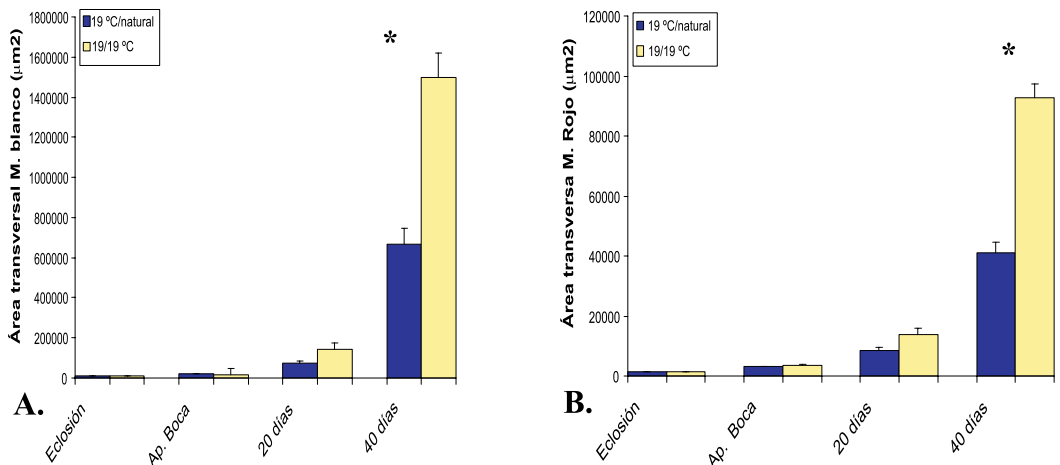 Área transversal M. blanco (µm2)
1800000
1600000
1400000
1200000
1000000
800000
600000
400000
200000
0
19 ºC/natural
19/19 ºC
*
Eclosión
Ap. Boca
20 días
40 días
A.
Área transversa M. Rojo (µm2)
120000
100000
80000
60000
40000
20000
0
19 ºC/natural
19/19 ºC
*
Eclosión
Ap. Boca
20 días
40 días
B.